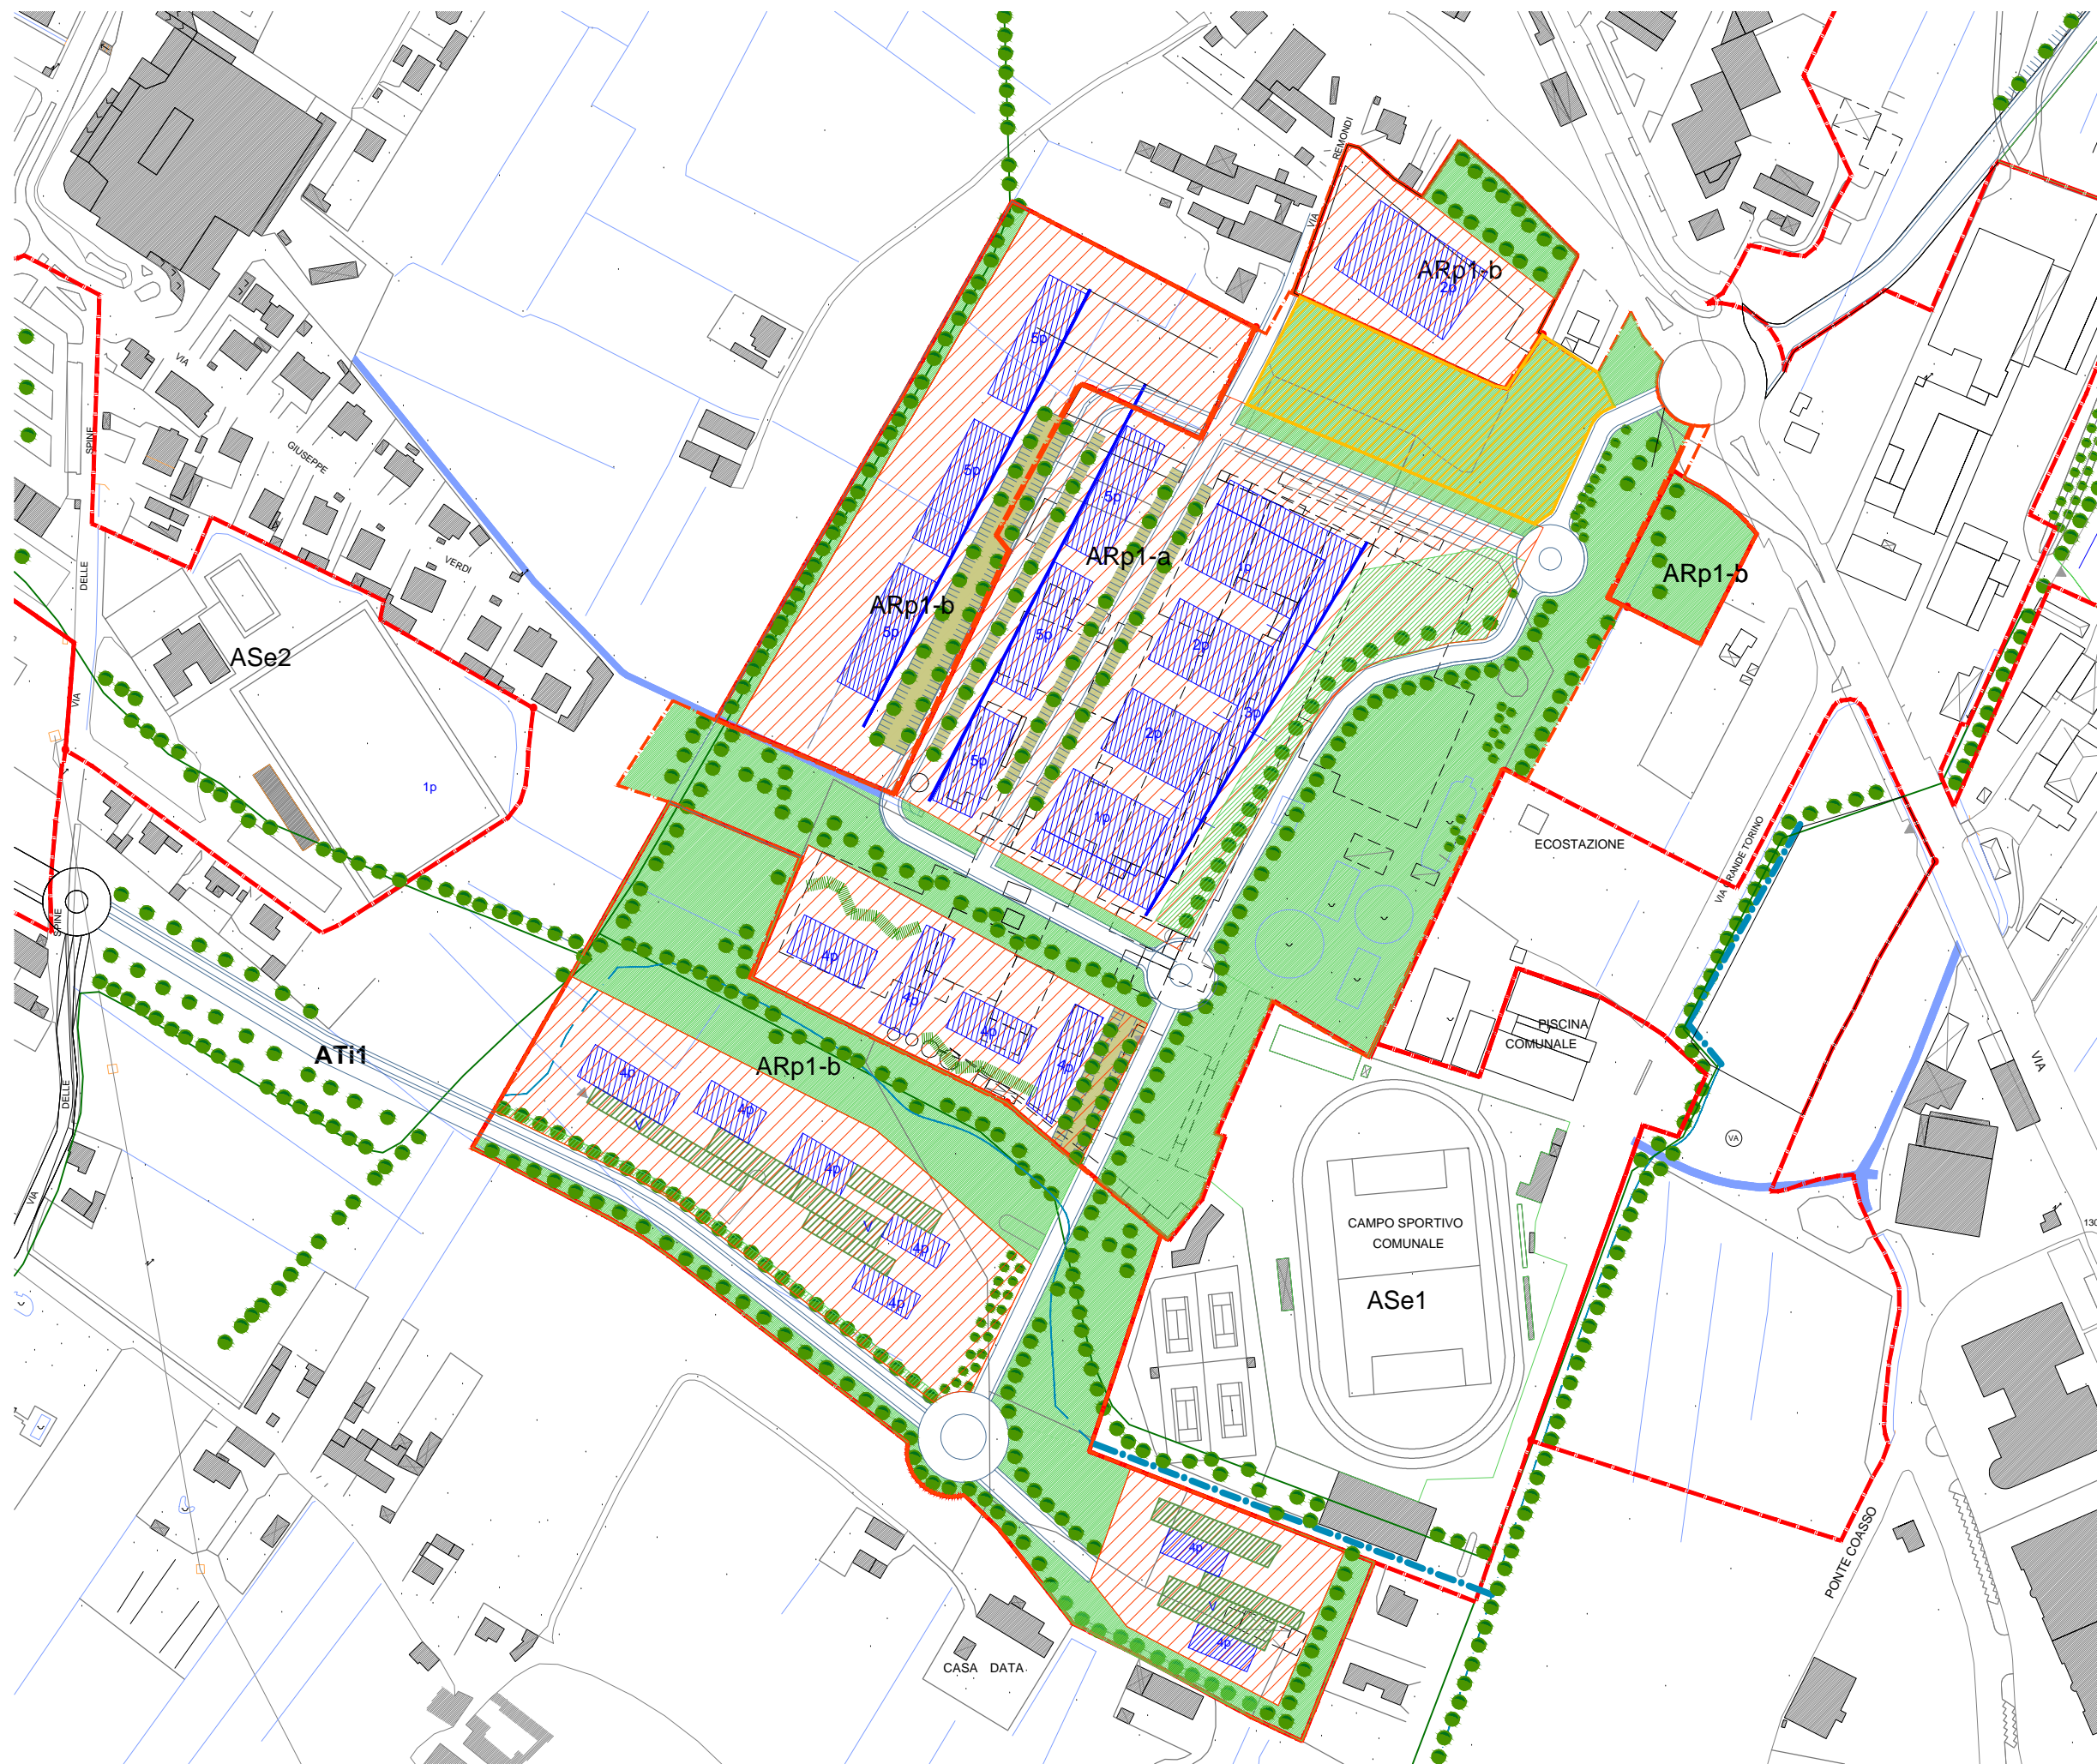 REMONDI
VIA
ARp1-b
2p
5p
VIA
SPINE
GIUSEPPE
5p
5p
ARp1-a
1p
VERDI
DELLE
ARp1-b
ARp1-b
5p
5p
2p
ASe2
VIA
3p
2p
5p
1p
1p
ECOSTAZIONE
VIA GRANDE TORINO
SPINE
4p
4p
4p
PISCINA
COMUNALE
ATi1
ARp1-b
4p
4p
4p
VIA
DELLE
V
VA
4p
VIA
CAMPO SPORTIVO
COMUNALE
V
4p
130
ASe1
4p
4p
PONTE COASSO
V
4p
CASA DATA